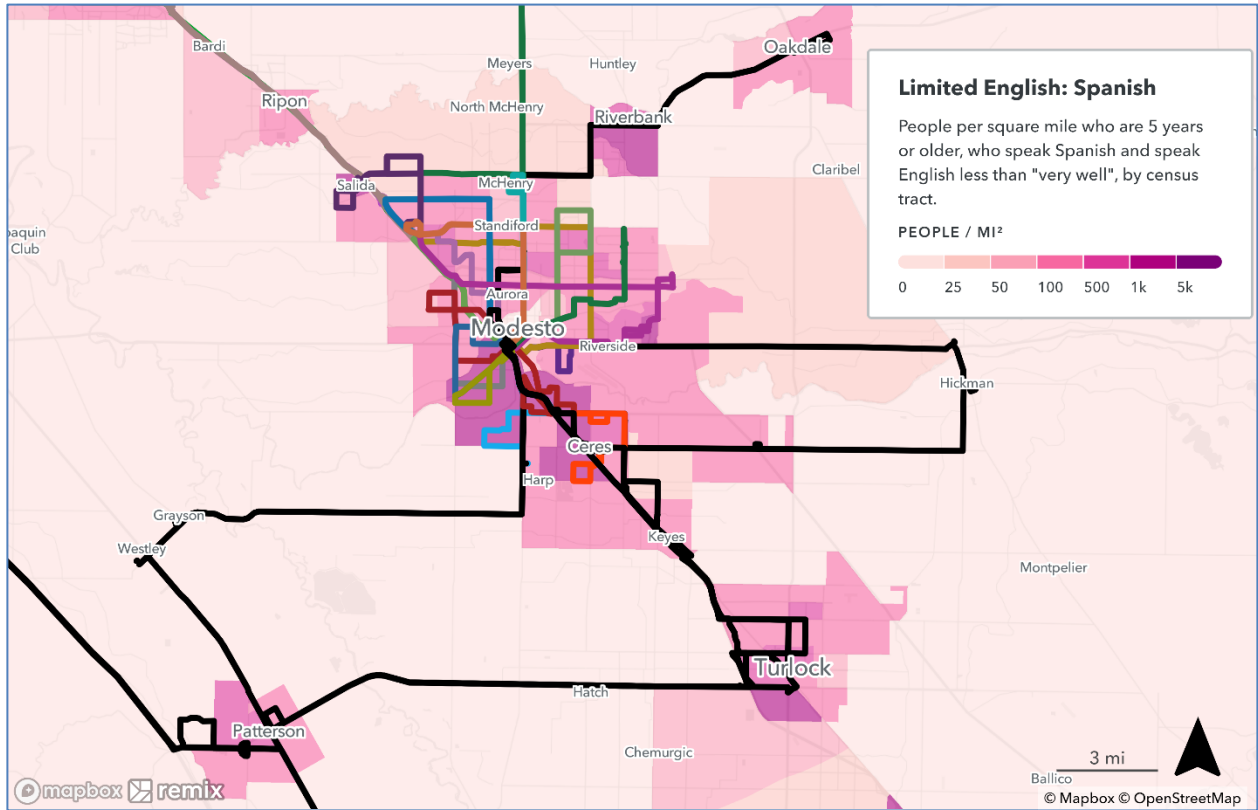 Bardi
Meyers
Huntley
Oakdale
Ripon
North McHenry
Riverbank
Claribel
Salida
McHenry
Standiford
oaquin
Club
Aurora
Modesto
Riverside
Hickman
Ceres
Harp
Grayson
Westley
Keyes
Montpelier
Turlock
Hatch
Patterson
Chemurgic
Ballico
Limited English: Spanish
People per square mile who are 5 years
or older, who speak Spanish and speak
English less than "very well", by census
tract.
PEOPLE / MI²
0 25 50 100 500 1k 5k
3 mi
mapbox remix
© Mapbox © OpenStreetMap